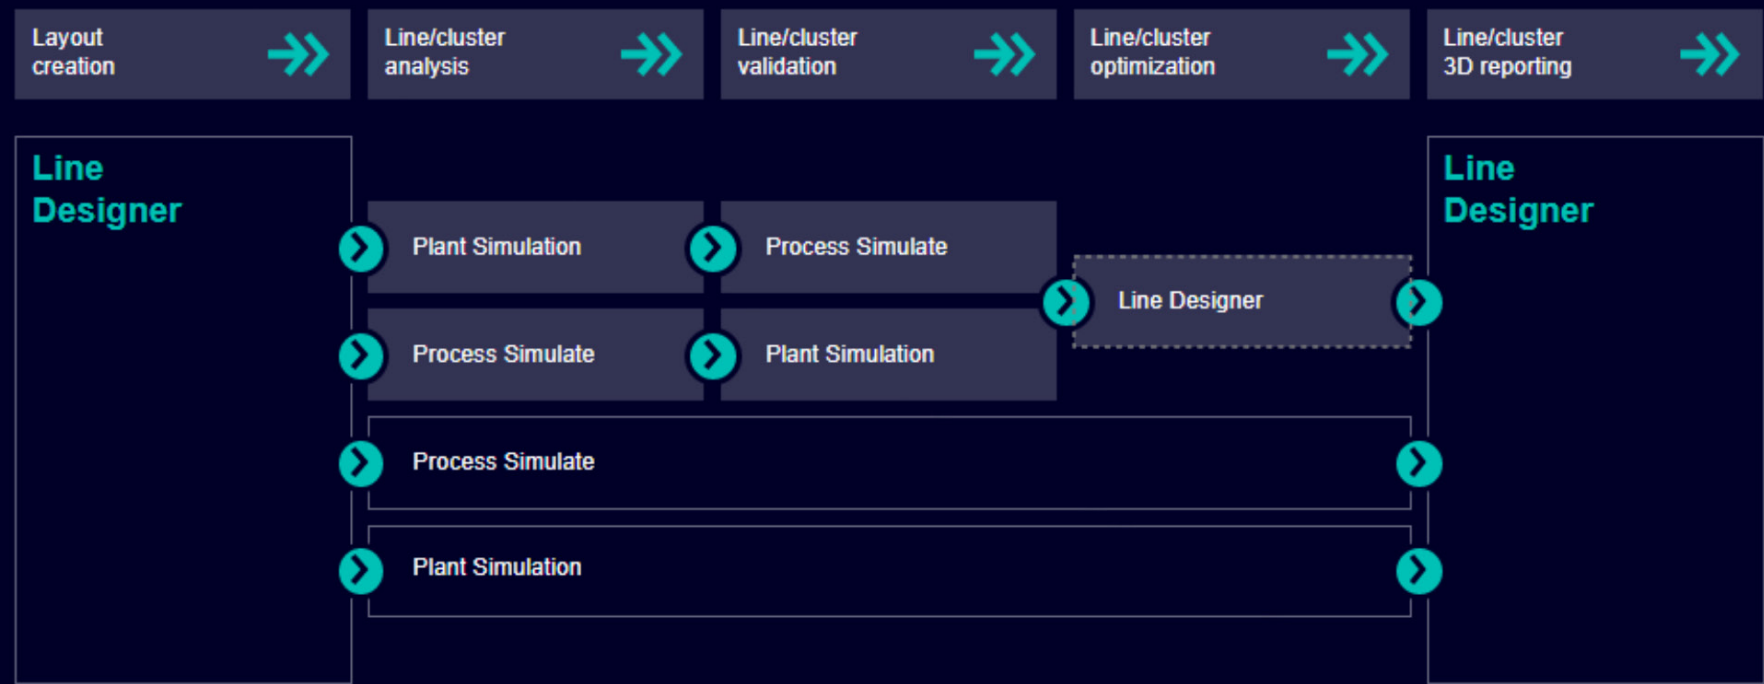 Layout
creation
Line/cluster
analysis
Line/cluster
validation
Line/cluster
optimization
Line/cluster
3D reporting
Line
Designer
Plant Simulation
Process Simulate
Process Simulate
Plant Simulation
Line Designer
Process Simulate
Plant Simulation
Line
Designer